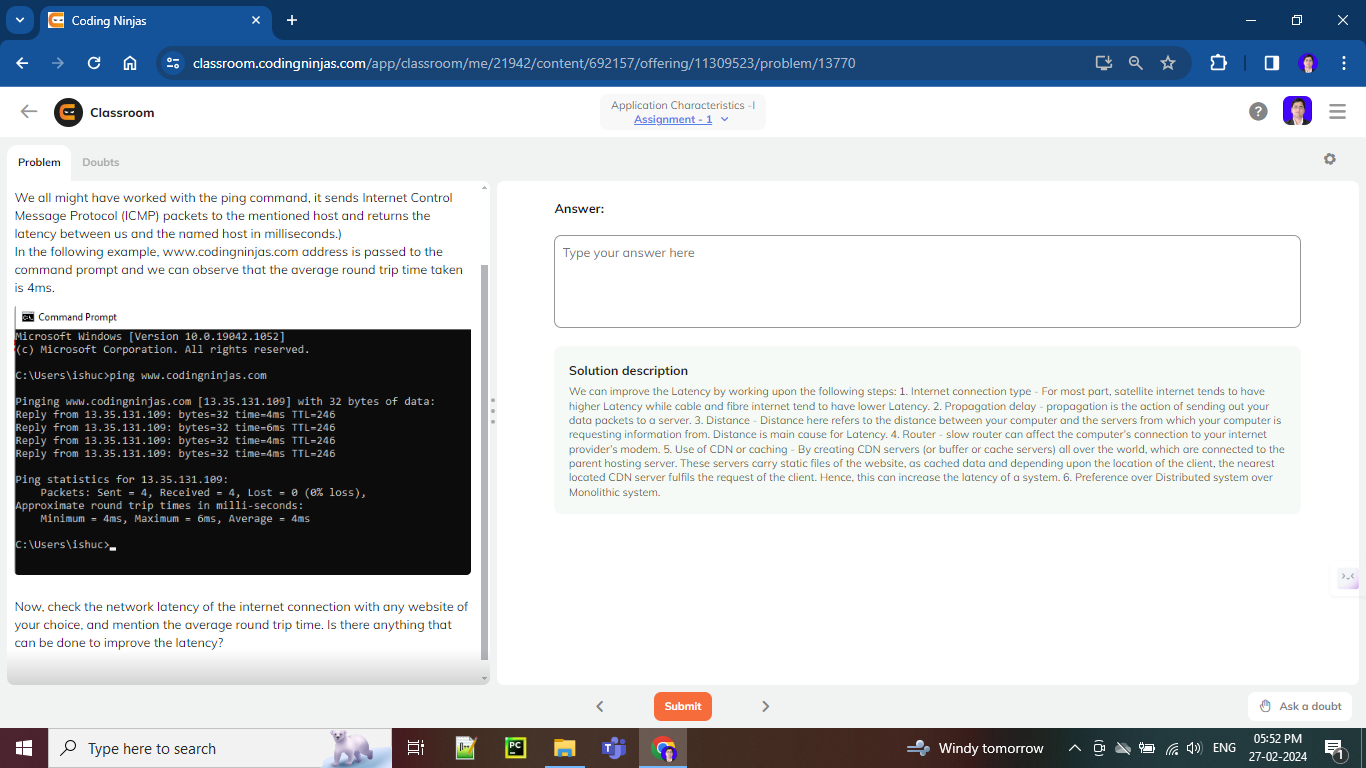 Coding Ninjas
classroom.codingninjas.com/app/classroom/me/21942/content/692157/offering/11309523/problem/13770
Classroom
Application Characteristics -I
Assignment - 1
Problem
Doubts
We all might have worked with the ping command, it sends Internet Control
Message Protocol (ICMP) packets to the mentioned host and returns the
latency between us and the named host in milliseconds.)
In the following example, www.codingninjas.com address is passed to the
command prompt and we can observe that the average round trip time taken
is 4ms.
Command Prompt
Microsoft Windows [Version 10.0.19042.1052]
(c) Microsoft Corporation. All rights reserved.
C:\Users\ishuc>ping www.codingninjas.com
Pinging www.codingninjas.com [13.35.131.109] with 32 bytes of data:
Reply from 13.35.131.109: bytes=32 time=4ms TTL=246
Reply from 13.35.131.109: bytes=32 time=6ms TTL=246
Reply from 13.35.131.109: bytes=32 time=4ms TTL=246
Reply from 13.35.131.109: bytes=32 time=4ms TTL=246
Ping statistics for 13.35.131.109:
Packets: Sent = 4, Received = 4, Lost = 0 (0% loss),
Approximate round trip times in milli-seconds:
Minimum = 4ms, Maximum = 6ms, Average = 4ms
C:\Users\ishuc>
Now, check the network latency of the internet connection with any website of
your choice, and mention the average round trip time. Is there anything that
can be done to improve the latency?
Answer:
Type your answer here
Solution description
We can improve the Latency by working upon the following steps: 1. Internet connection type - For most part, satellite internet tends to have
higher Latency while cable and fibre internet tend to have lower Latency. 2. Propagation delay - propagation is the action of sending out your
data packets to a server. 3. Distance - Distance here refers to the distance between your computer and the servers from which your computer is
requesting information from. Distance is main cause for Latency. 4. Router - slow router can affect the computer's connection to your internet
provider's modem. 5. Use of CDN or caching - By creating CDN servers (or buffer or cache servers) all over the world, which are connected to the
parent hosting server. These servers carry static files of the website, as cached data and depending upon the location of the client, the nearest
located CDN server fulfils the request of the client. Hence, this can increase the latency of a system. 6. Preference over Distributed system over
Monolithic system.
Submit
Ask a doubt
Type here to search
PC
Windy tomorrow
ENG
05:52 PM
27-02-2024
1